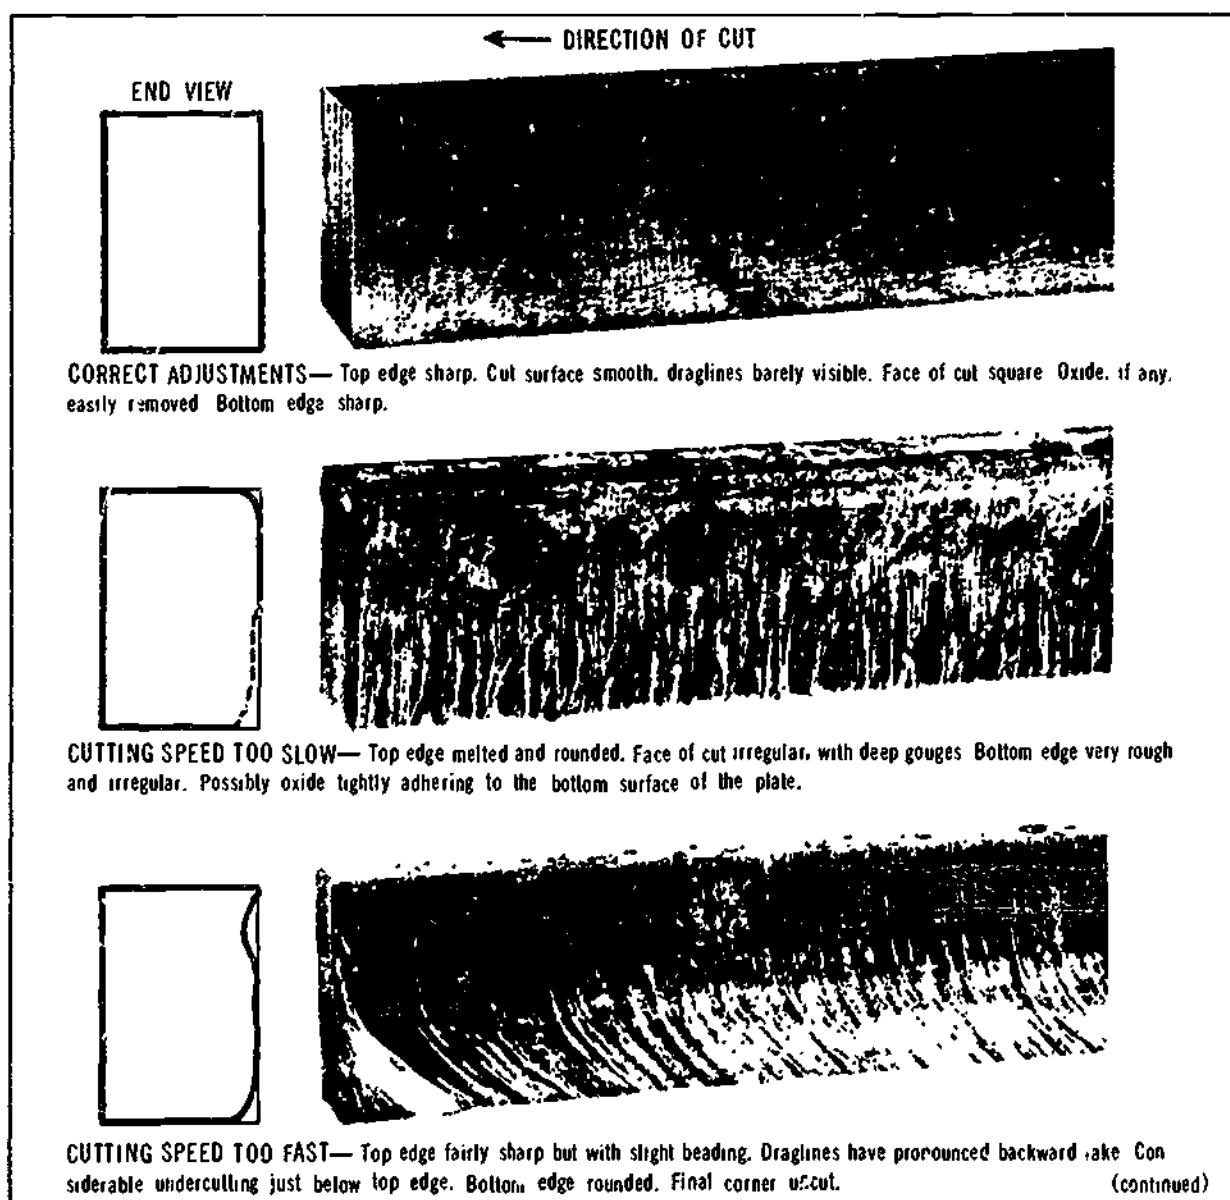 DIRECTION OF CUT
END VIEW
CORRECT ADJUSTMENTS— Top edge sharp. Cut surface smooth. draglines barely visible. Face of cut square Oxide. if any.
easily removed Bottom edge sharp.
CUTTING SPEED TOO SLOW— Top edge melted and rounded. Face of cut irregular. with deep gouges Bottom edge very rough
and irregular. Possibly oxide tightly adhering to the bottom surface of the plate.
CUTTING SPEED TOO FAST— Top edge fairly sharp but with slight beading. Draglines have pronounced backward rake Con
siderable undercutting just below top edge. Bottom edge rounded. Final corner uncut.
(continued)